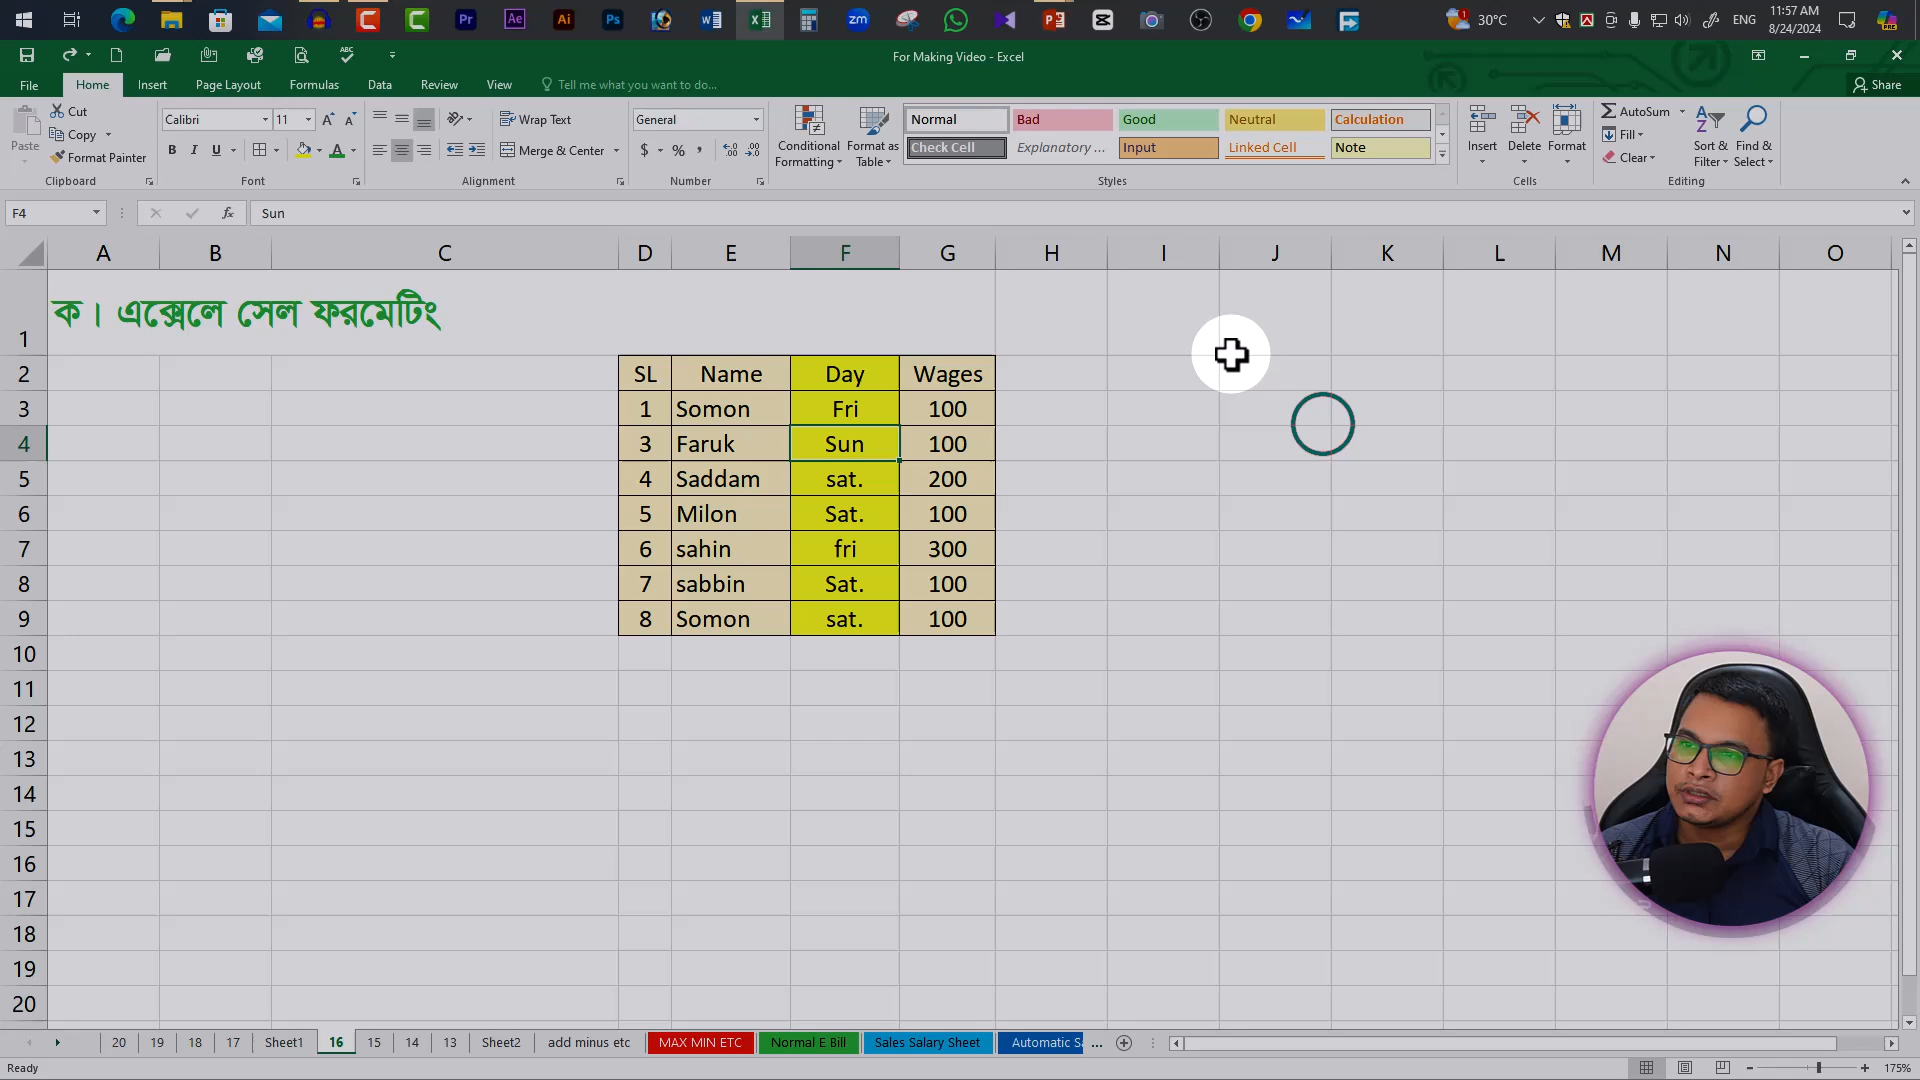 30°C
ENG
11:57 AM
8/24/2024
For Making Video - Excel
File Home Insert Page Layout Formulas Data Review View Tell me what you want to do... Share
Paste
Cut
Copy
Format Painter
Clipboard
Calibri 11
B I U
Font
Wrap Text
Merge & Center
Alignment
General
Number
Conditional Formatting
Format as Table
Normal Bad Good Neutral Calculation
Check Cell Explanatory ... Input Linked Cell Note
Styles
Insert Delete Format
Cells
AutoSum
Fill
Clear
Sort & Filter
Find & Select
Editing
F4 fx Sun
A B C D E F G H I J K L M N O
1 ক। এক্সেলে সেল ফরমেটিং
2 SL Name Day Wages
3 1 Somon Fri 100
4 3 Faruk Sun 100
5 4 Saddam sat. 200
6 5 Milon Sat. 100
7 6 sahin fri 300
8 7 sabbin Sat. 100
9 8 Somon sat. 100
10
11
12
13
14
15
16
17
18
19
20
20 19 18 17 Sheet1 16 15 14 13 Sheet2 add minus etc MAX MIN ETC Normal E Bill Sales Salary Sheet Automatic Sa ...
Ready 175%